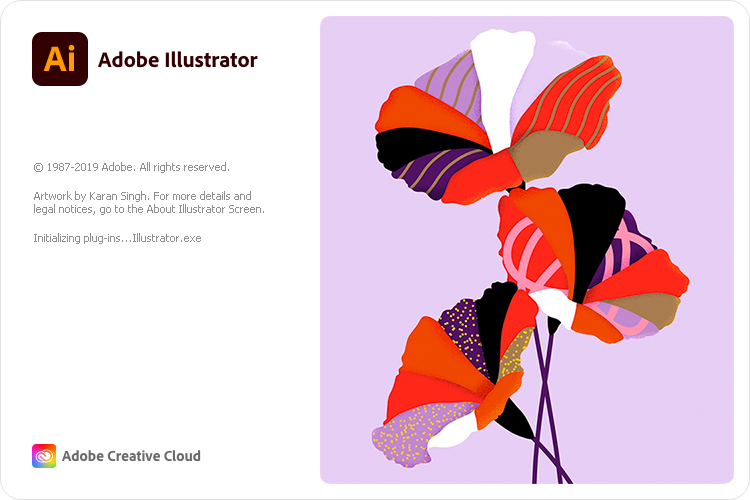 Ai
Adobe Illustrator
© 1987-2019 Adobe. All rights reserved.
Artwork by Karan Singh. For more details and
legal notices, go to the About Illustrator Screen.
Initializing plug-ins...Illustrator.exe
Adobe Creative Cloud